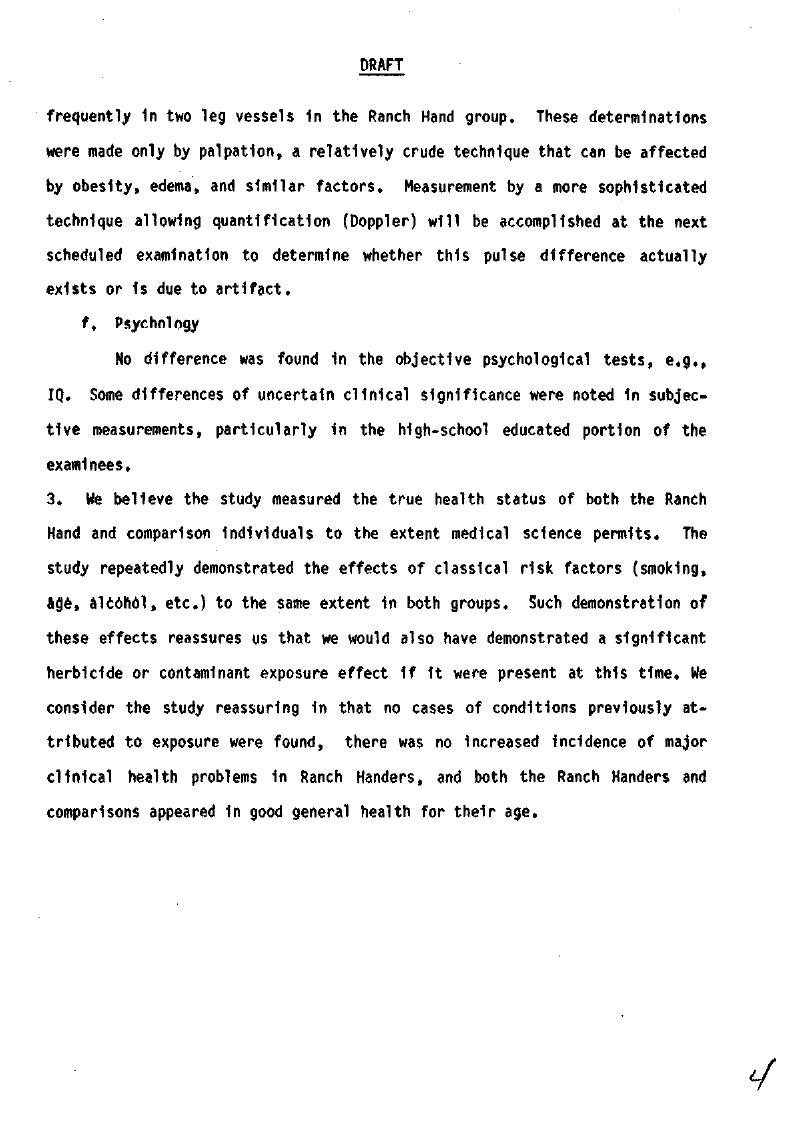 DRAFT
frequently in two leg vessels in the Ranch Hand group. These determinations
were made only by palpation, a relatively crude technique that can be affected
by obesity, edema, and similar factors. Measurement by a more sophisticated
technique allowing quantification (Doppler) will be accomplished at the next
scheduled examination to determine whether this pulse difference actually
exists or is due to artifact.
f. Psychology
No difference was found in the objective psychological tests, e.g.,
IQ. Some differences of uncertain clinical significance were noted in subjec-
tive measurements, particularly in the high-school educated portion of the
examinees.
3. We believe the study measured the true health status of both the Ranch
Hand and comparison individuals to the extent medical science permits. The
study repeatedly demonstrated the effects of classical risk factors (smoking,
age, alcohol, etc.) to the same extent in both groups. Such demonstration of
these effects reassures us that we would also have demonstrated a significant
herbicide or contaminant exposure effect if it were present at this time. We
consider the study reassuring in that no cases of conditions previously at-
tributed to exposure were found, there was no increased incidence of major
clinical health problems in Ranch Handers, and both the Ranch Handers and
comparisons appeared in good general health for their age.
4